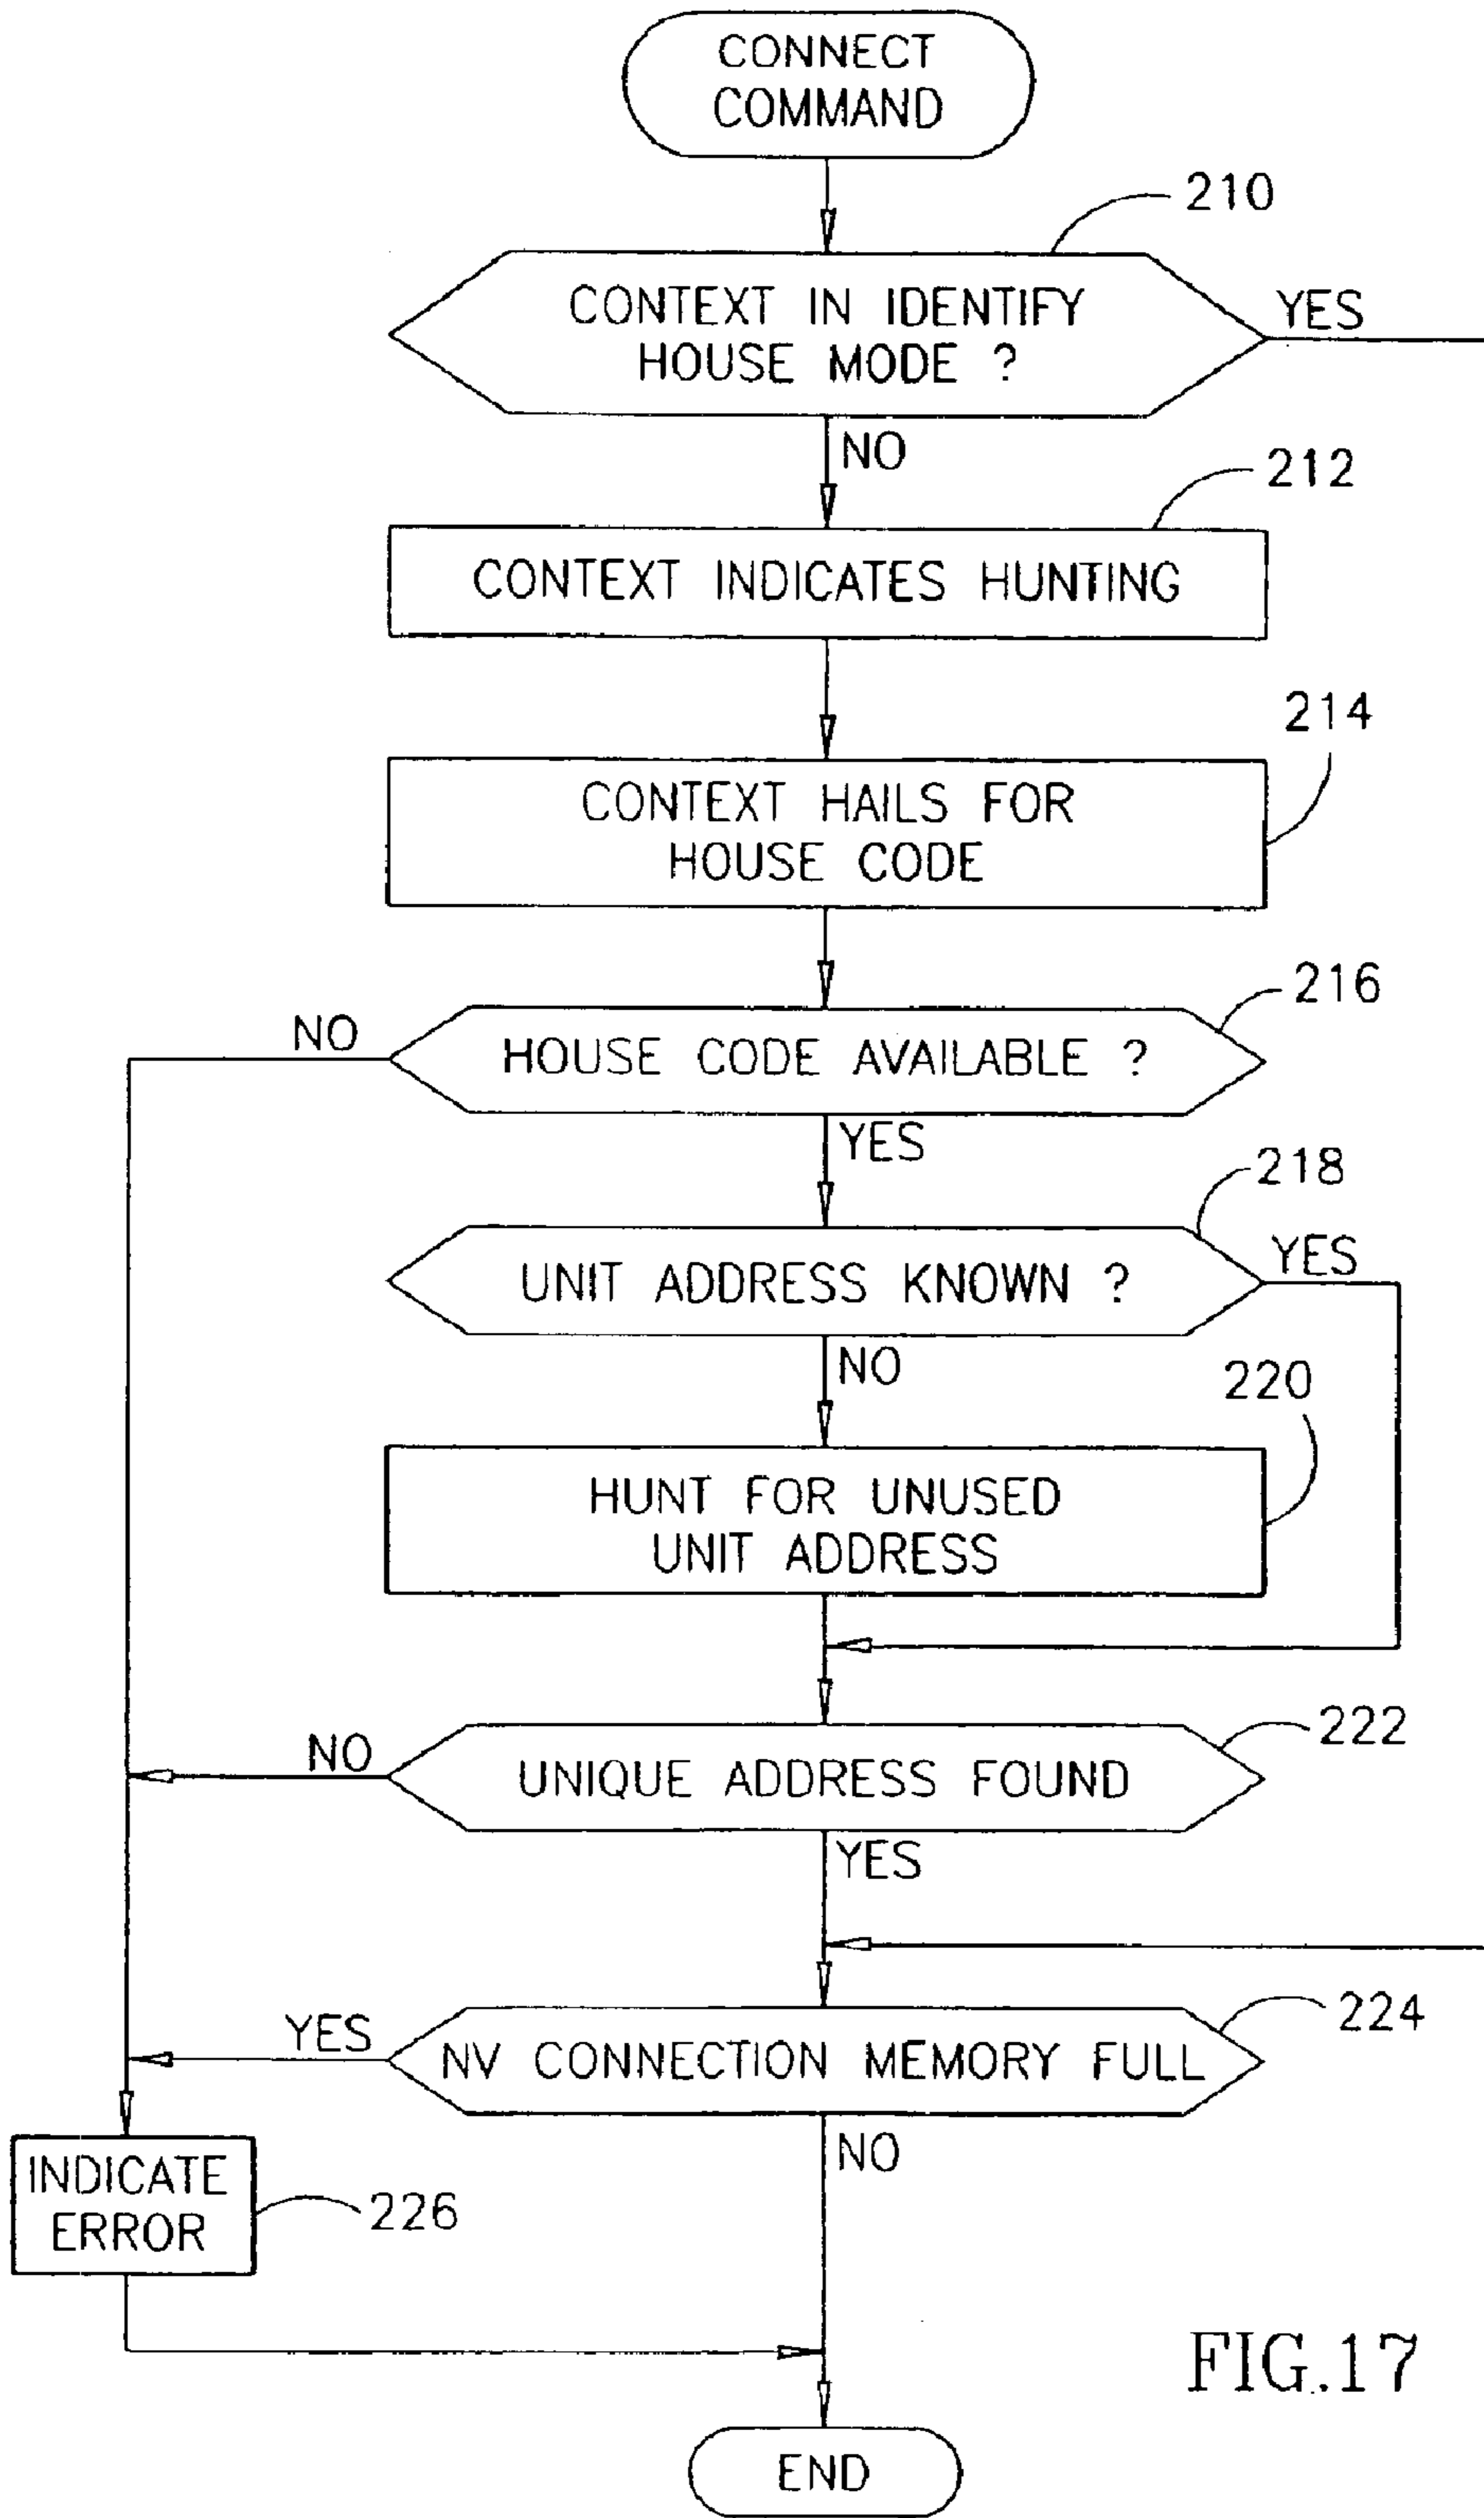 CONNECT
COMMAND
210
CONTEXT IN IDENTIFY
HOUSE MODE ?
YES
NO
212
CONTEXT INDICATES HUNTING
214
CONTEXT HAILS FOR
HOUSE CODE
216
NO
HOUSE CODE AVAILABLE ?
YES
218
UNIT ADDRESS KNOWN ?
YES
NO
220
HUNT FOR UNUSED
UNIT ADDRESS
222
NO
UNIQUE ADDRESS FOUND
YES
224
YES
NV CONNECTION MEMORY FULL
NO
INDICATE
ERROR
226
FIG.17
END